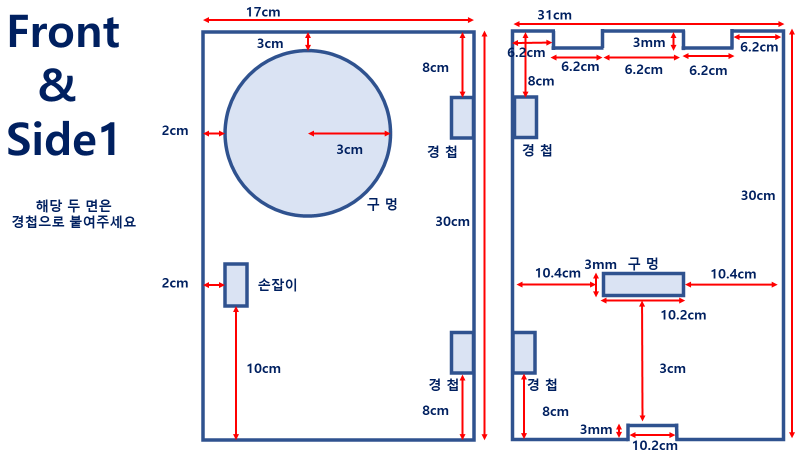 Front
&
Side1
해당 두 면은
경첩으로 붙여주세요
17cm
3cm
8cm
2cm
3cm
경 첩
구 멍
30cm
2cm
손잡이
10cm
경 첩
8cm
31cm
6.2cm
3mm
6.2cm
6.2cm
6.2cm
6.2cm
8cm
경 첩
30cm
3mm
구 멍
10.4cm
10.4cm
10.2cm
3cm
경 첩
8cm
3mm
10.2cm